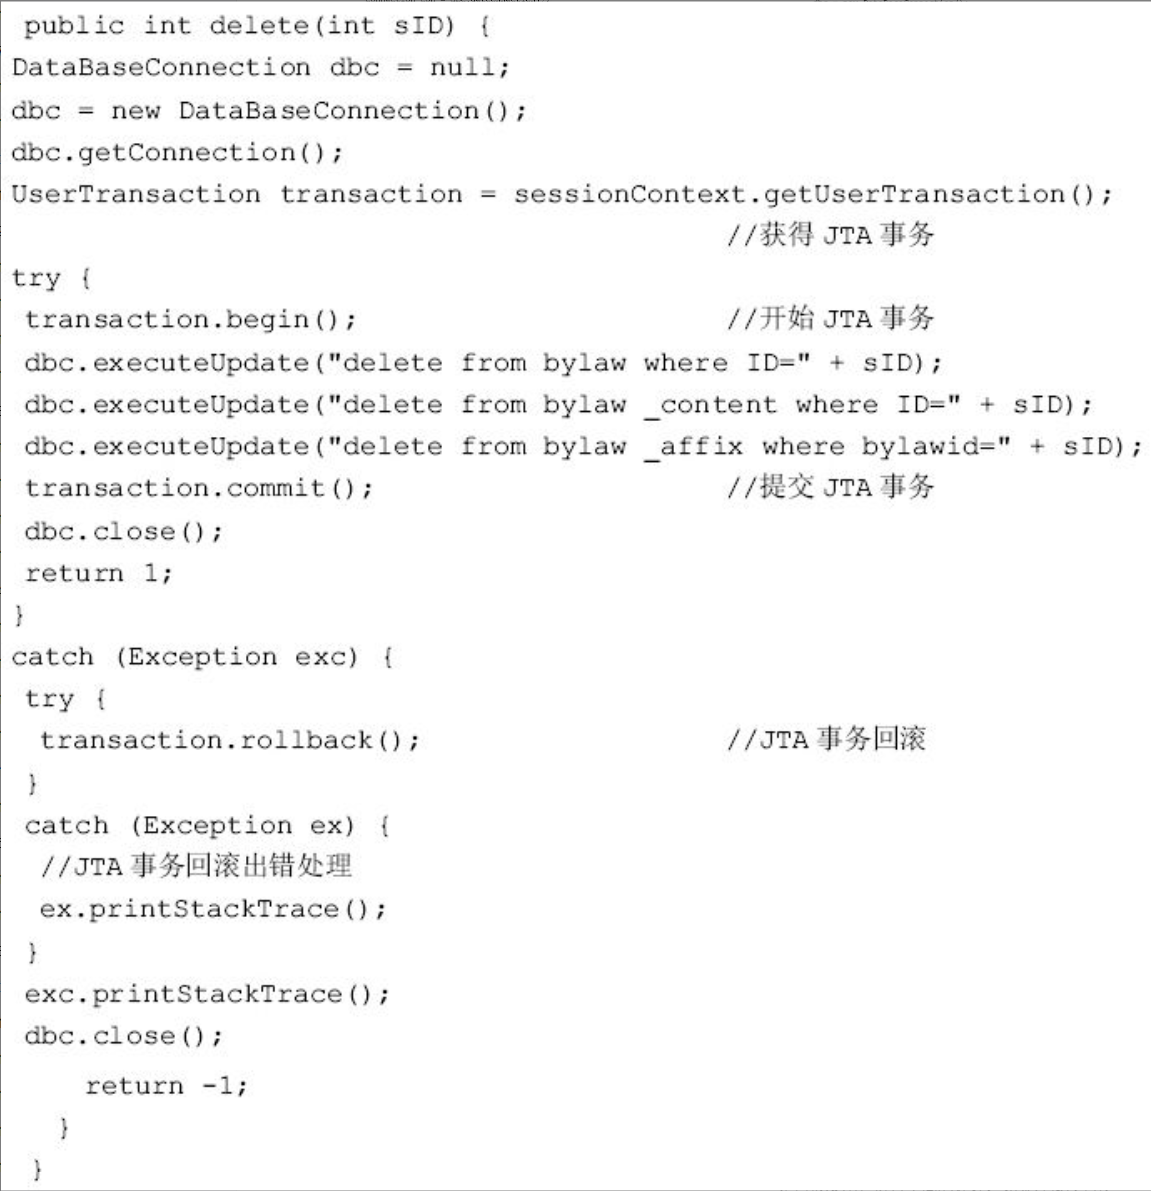 public int delete(int sID) {
DataBaseConnection dbc = null;
dbc = new DataBaseConnection();
dbc.getConnection();
UserTransaction transaction = sessionContext.getUserTransaction();
//获得 JTA 事务
try {
transaction.begin(); //开始 JTA 事务
dbc.executeUpdate("delete from bylaw where ID=" + sID);
dbc.executeUpdate("delete from bylaw _content where ID=" + sID);
dbc.executeUpdate("delete from bylaw _affix where bylawid=" + sID);
transaction.commit(); //提交 JTA 事务
dbc.close();
return 1;
}
catch (Exception exc) {
try {
transaction.rollback(); //JTA 事务回滚
}
catch (Exception ex) {
//JTA 事务回滚出错处理
ex.printStackTrace();
}
exc.printStackTrace();
dbc.close();
return -1;
}
}